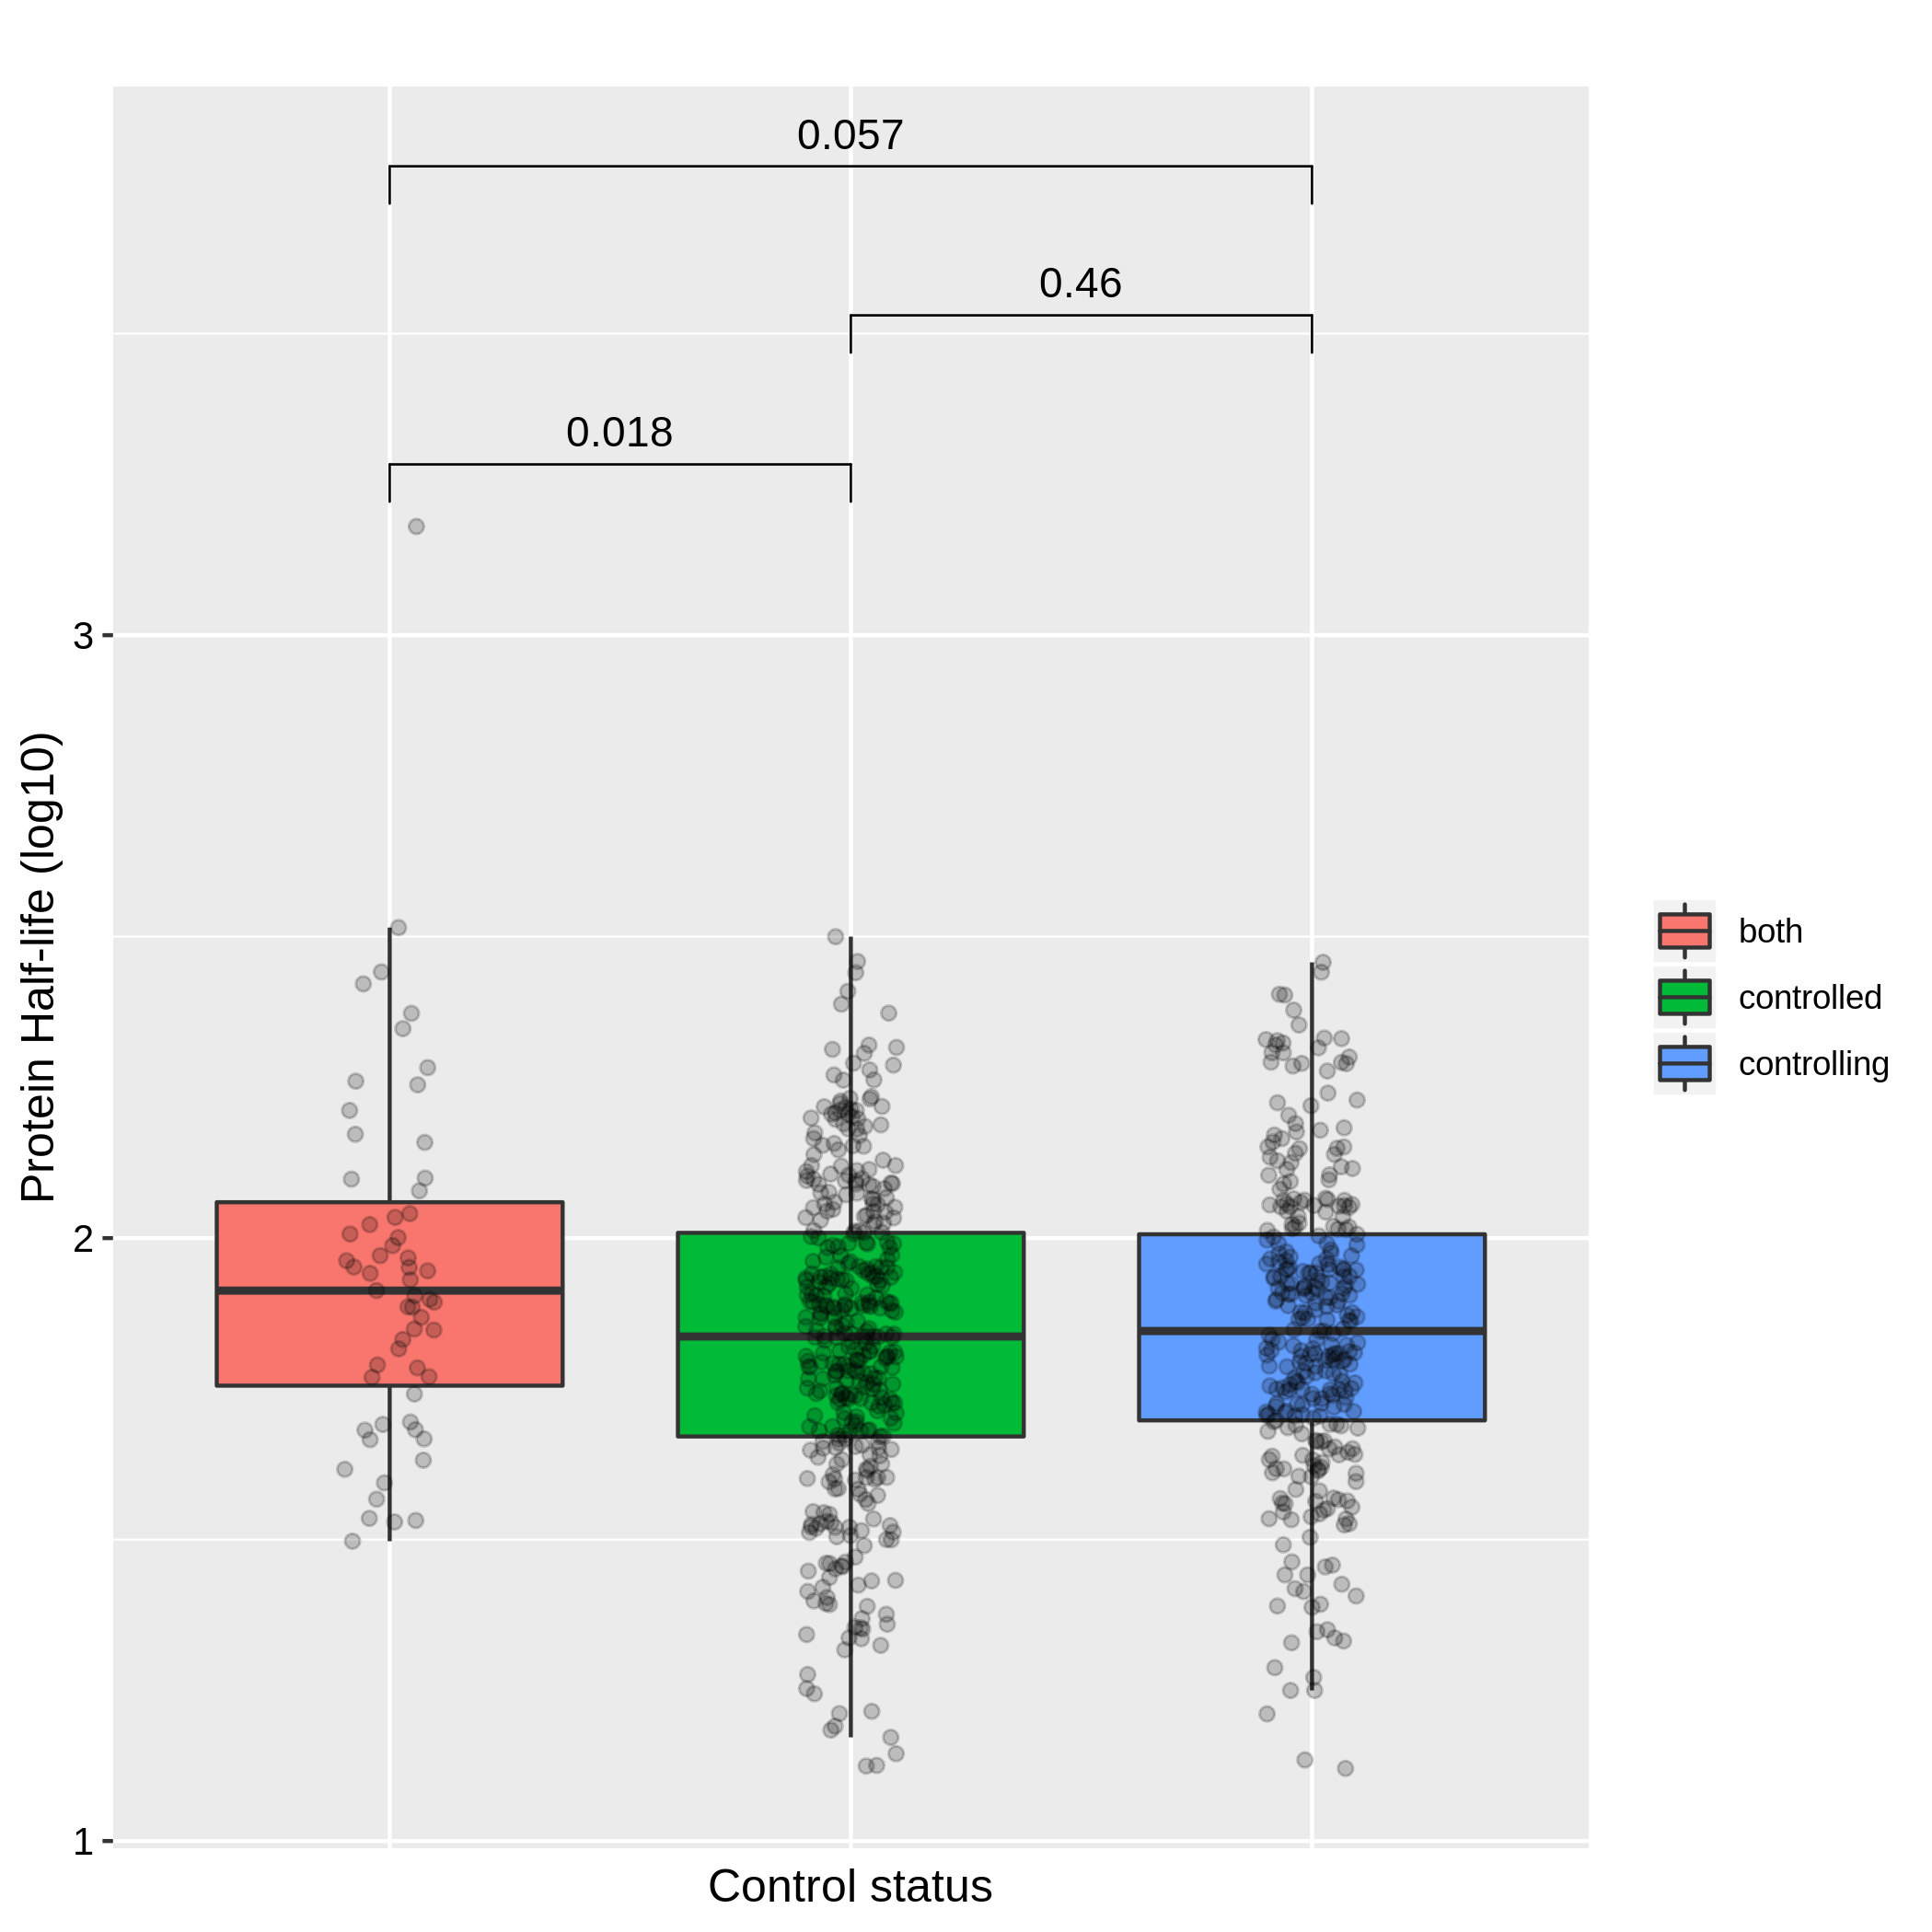 0.057
0.46
0.018
3
2
1
Protein Half-life (log10)
Control status
both
controlled
controlling